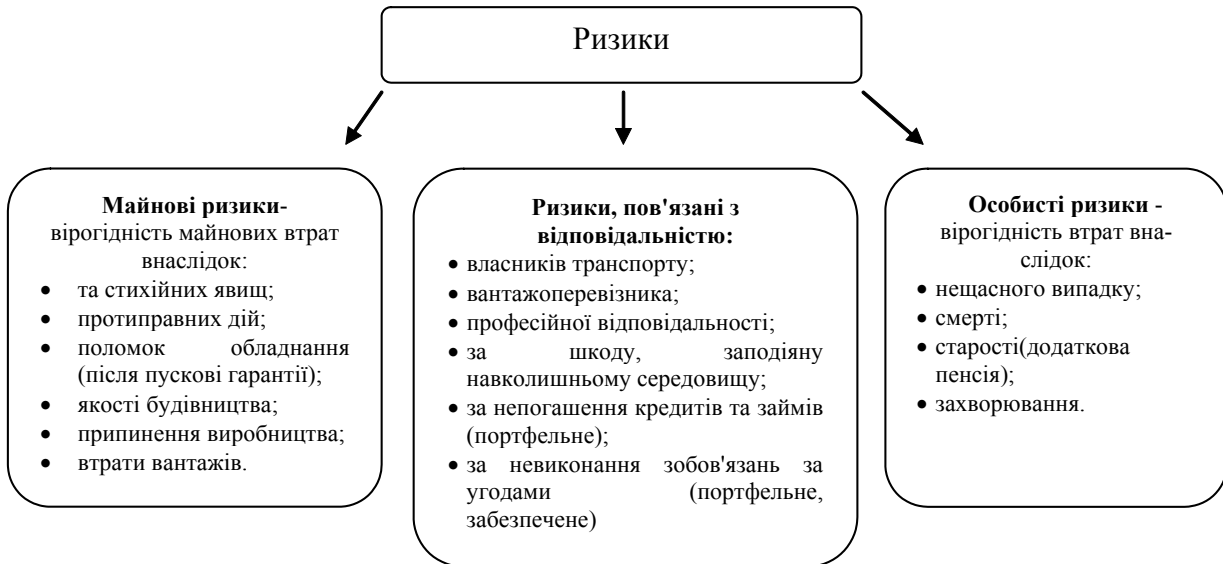 Ризики
Майнові ризики-
вірогідність майнових втрат
внаслідок:
• та стихійних явищ;
• протиправних дій;
• поломок обладнання
(після пускові гарантії);
• якості будівництва;
• припинення виробництва;
• втрати вантажів.
Ризики, пов'язані з
відповідальністю:
• власників транспорту;
• вантажоперевізника;
• професійної відповідальності;
• за шкоду, заподіяну
навколишньому середовищу;
• за непогашення кредитів та займів
(портфельне);
• за невиконання зобов'язань за
угодами (портфельне,
забезпечене)
Особисті ризики -
вірогідність втрат вна-
слідок:
• нещасного випадку;
• смерті;
• старості(додаткова
пенсія);
• захворювання.